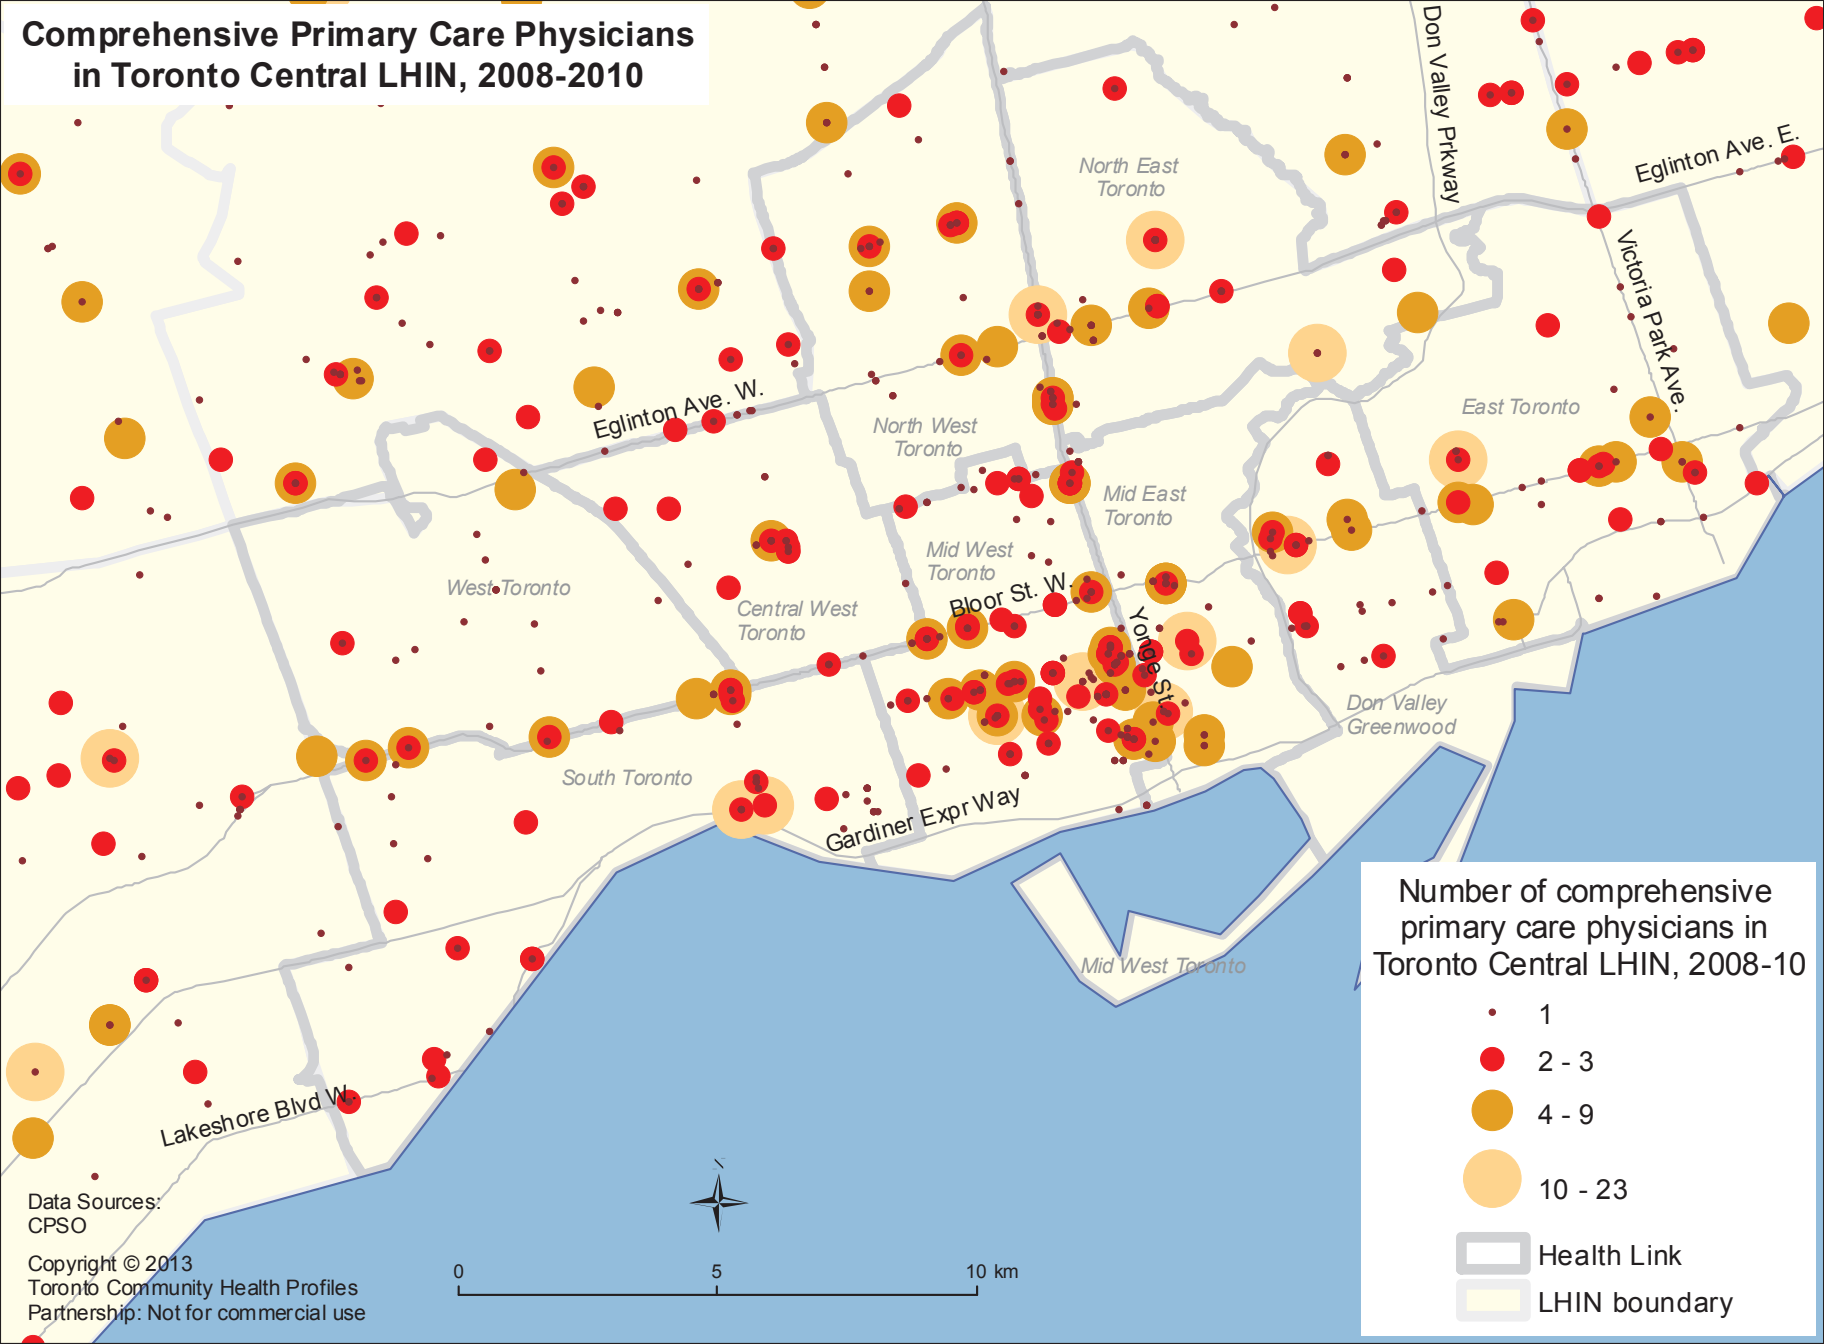 Comprehensive Primary Care Physicians
in Toronto Central LHIN, 2008-2010
Don Valley Prkway
Eglinton Ave. E.
North East
Toronto
Victoria Park Ave.
Eglinton Ave. W.
North West
Toronto
East Toronto
Mid East
Toronto
Mid West
Toronto
West Toronto
Bloor St. W.
Central West
Toronto
Yonge St.
Don Valley
Greenwood
South Toronto
Gardiner Expr Way
Mid West Toronto
Lakeshore Blvd W.
Number of comprehensive
primary care physicians in
Toronto Central LHIN, 2008-10
1
2 - 3
4 - 9
10 - 23
Health Link
LHIN boundary
N
0 5 10 km
Data Sources:
CPSO
Copyright © 2013
Toronto Community Health Profiles
Partnership: Not for commercial use